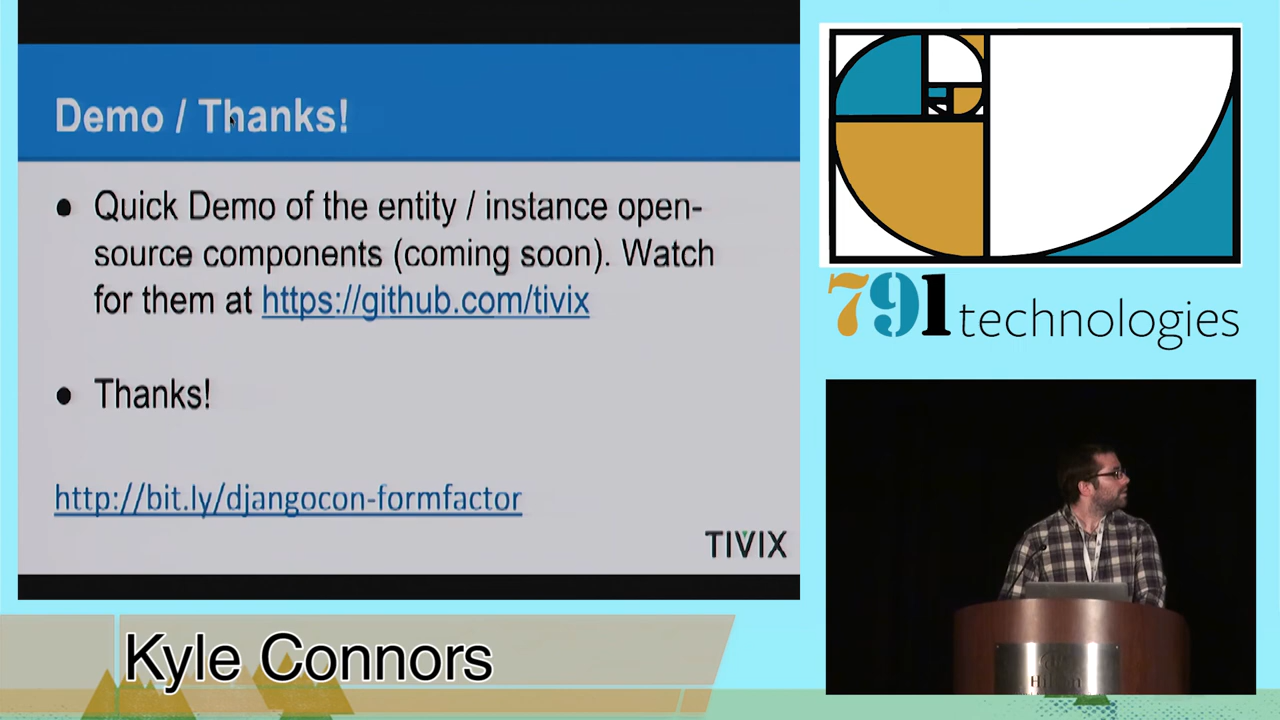 Demo / Thanks!
● Quick Demo of the entity / instance open-
source components (coming soon). Watch
for them at https://github.com/tivix
● Thanks!
http://bit.ly/djangocon-formfactor
TIVIX
791 technologies
Hilton
Kyle Connors